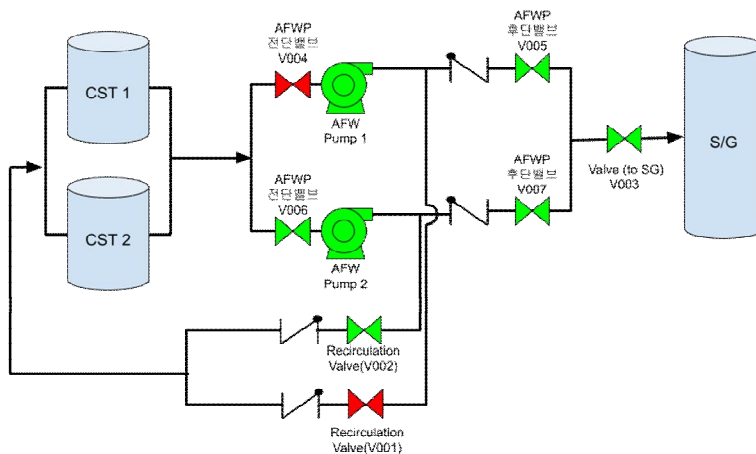 CST 1
CST 2
AFWP
전단밸브
V004
AFW
Pump 1
AFWP
전단밸브
V006
AFW
Pump 2
AFWP
후단밸브
V005
AFWP
후단밸브
V007
Valve (to SG)
V003
S/G
Recirculation
Valve(V002)
Recirculation
Valve(V001)